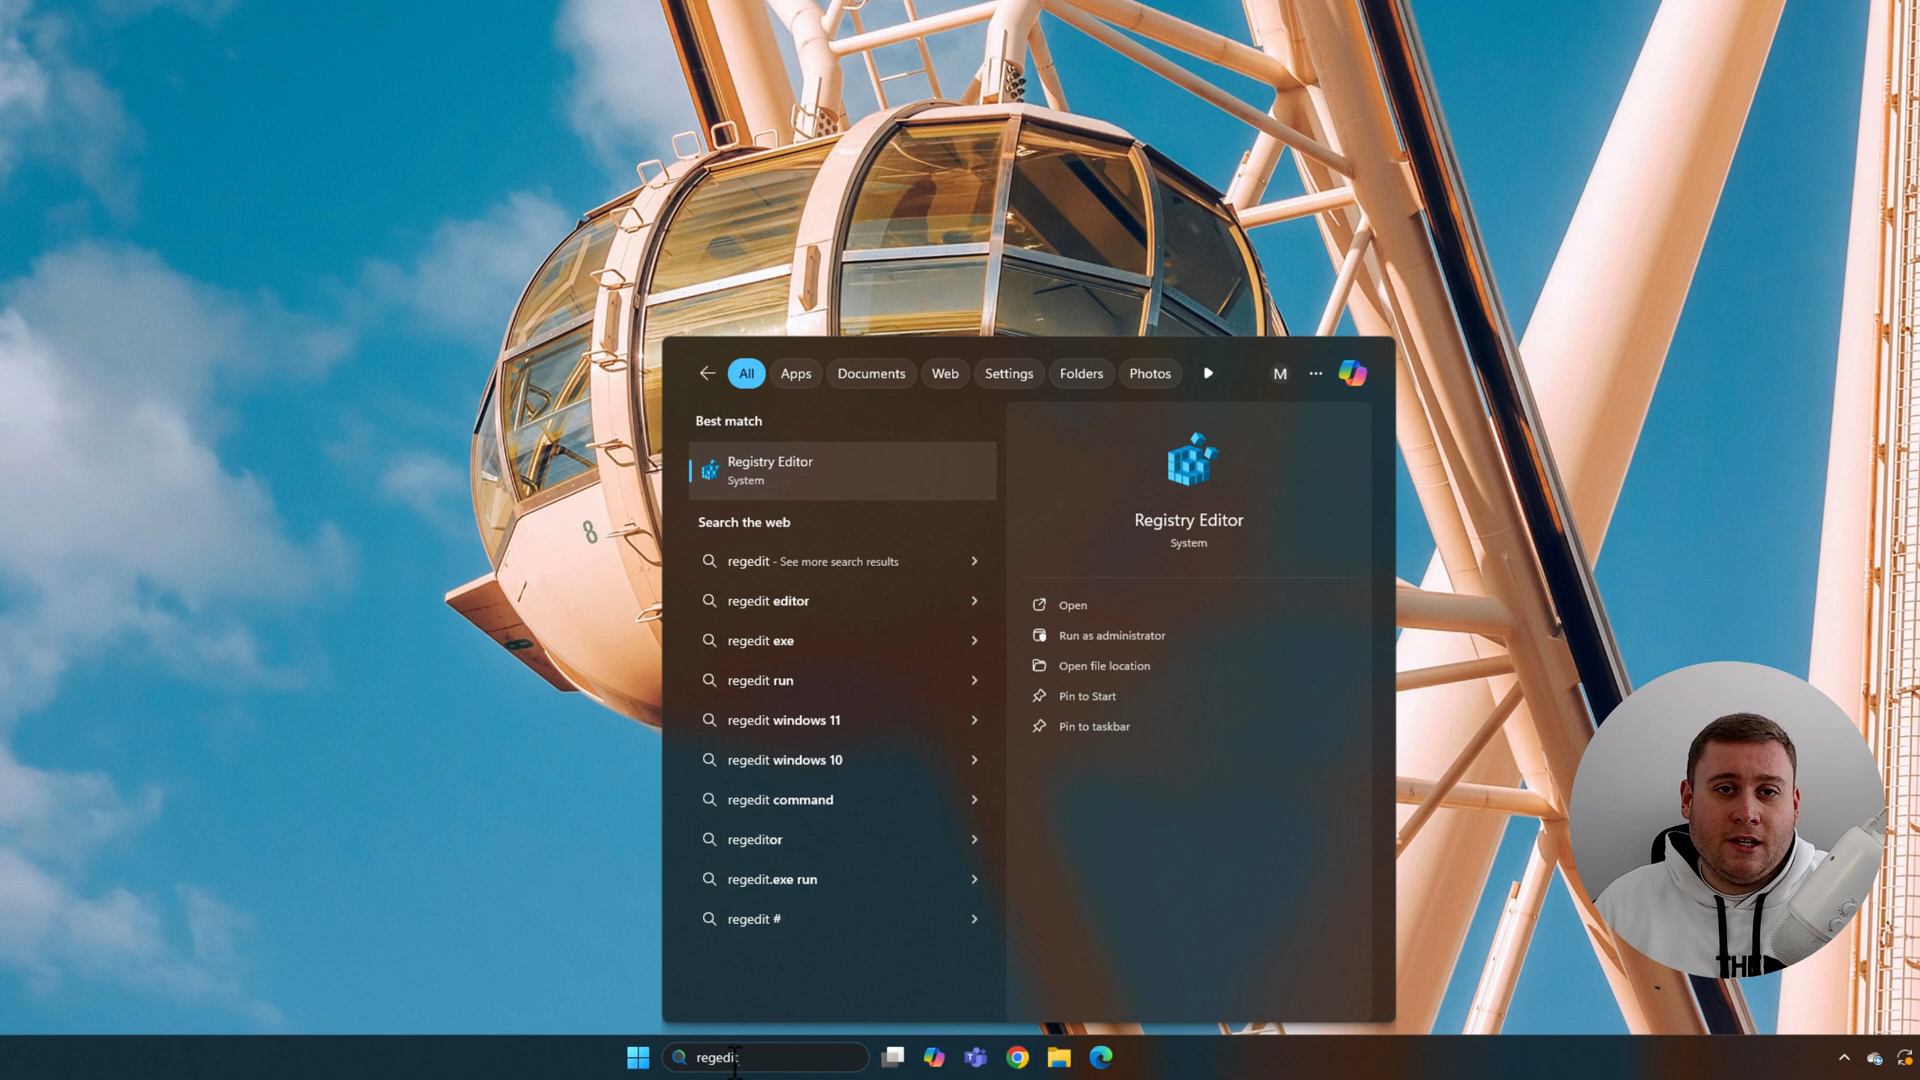 All Apps Documents Web Settings Folders Photos M
Best match
Registry Editor
System
Search the web
regedit - See more search results
regedit editor
regedit exe
regedit run
regedit windows 11
regedit windows 10
regedit command
regeditor
regedit.exe run
regedit #
Registry Editor
System
Open
Run as administrator
Open file location
Pin to Start
Pin to taskbar
8
8
THE
regedit